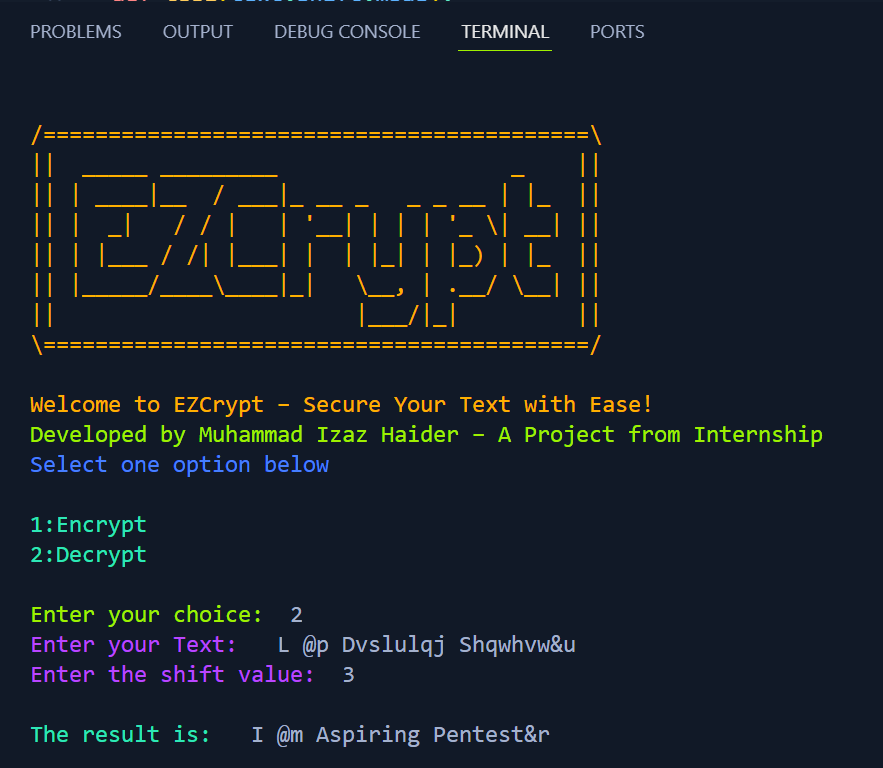 PROBLEMS OUTPUT DEBUG CONSOLE TERMINAL PORTS
EZCrypt
Welcome to EZCrypt – Secure Your Text with Ease!
Developed by Muhammad Izaz Haider – A Project from Internship
Select one option below
1:Encrypt
2:Decrypt
Enter your choice: 2
Enter your Text: L @p Dvslulqj Shqwhvw&u
Enter the shift value: 3
The result is: I @m Aspiring Pentest&r